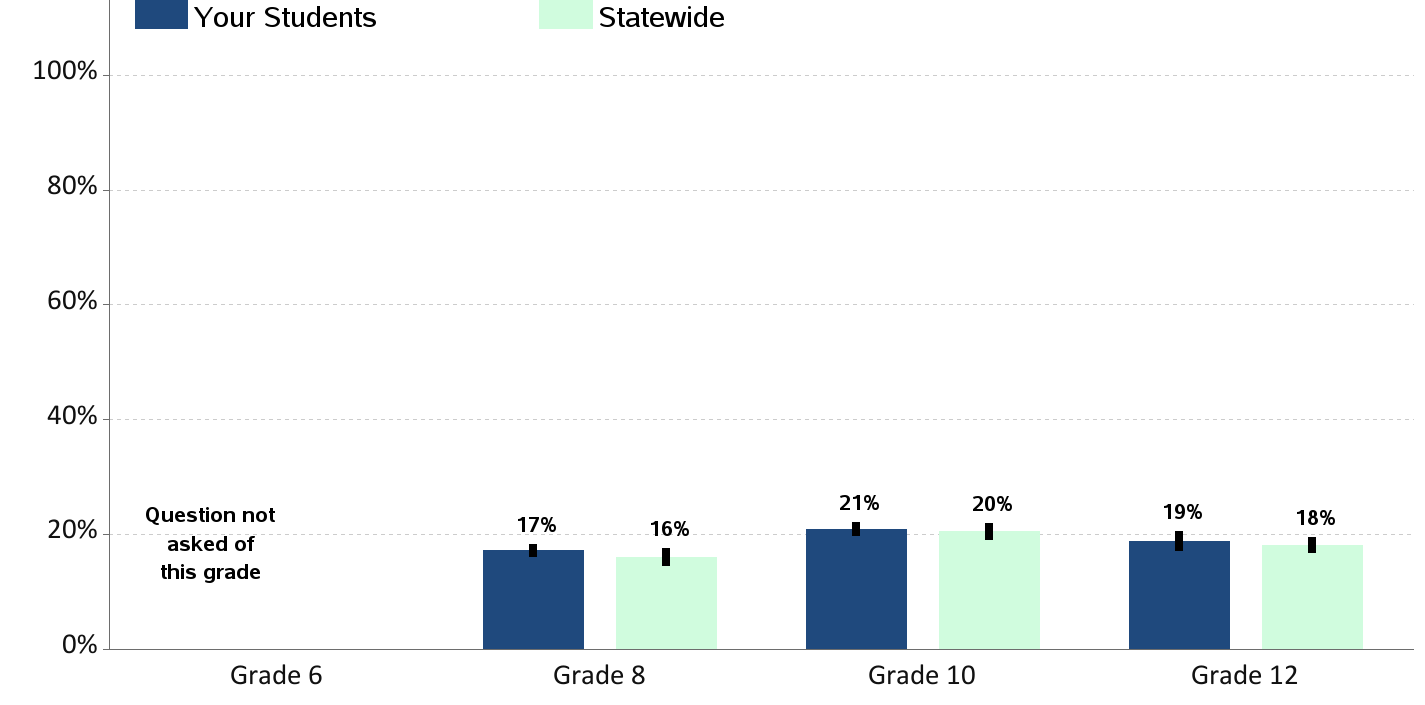 Your Students
Statewide
100%
80%
60%
40%
20%
0%
Question not
asked of
this grade
17%
16%
21%
20%
19%
18%
Grade 6
Grade 8
Grade 10
Grade 12